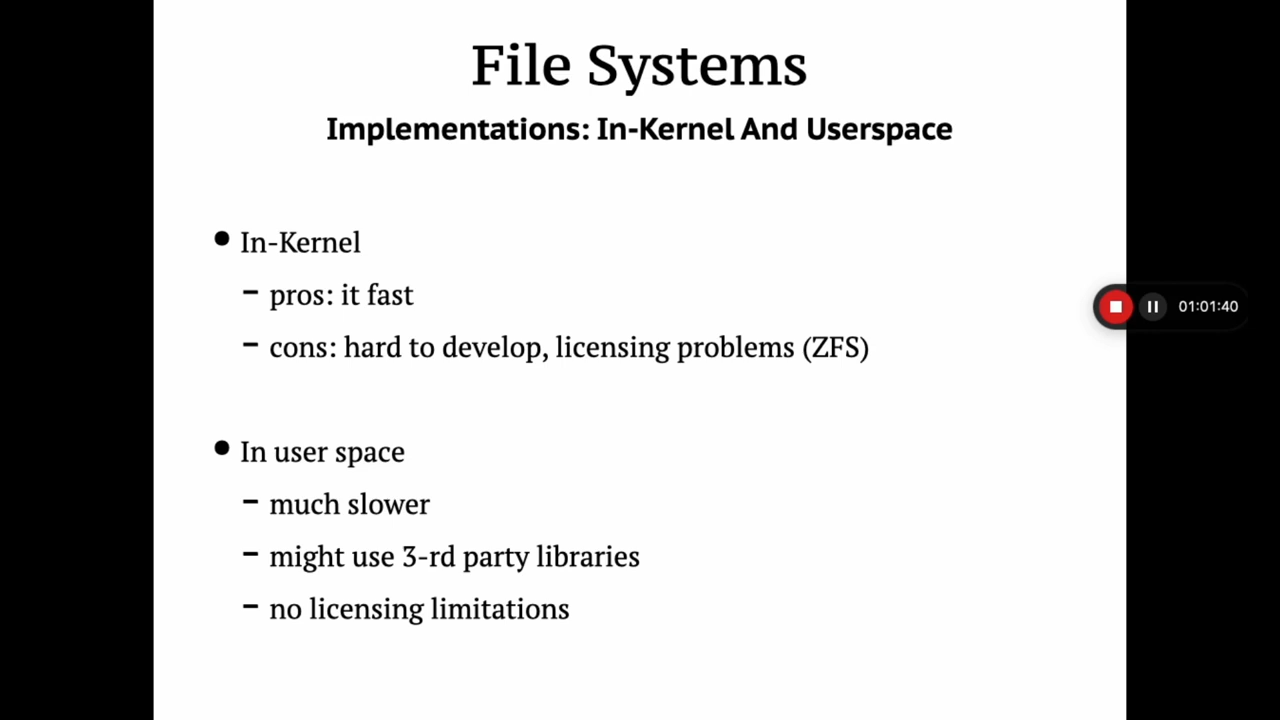 File Systems
Implementations: In-Kernel And Userspace
• In-Kernel
– pros: it fast
– cons: hard to develop, licensing problems (ZFS)
01:01:40
• In user space
– much slower
– might use 3-rd party libraries
– no licensing limitations